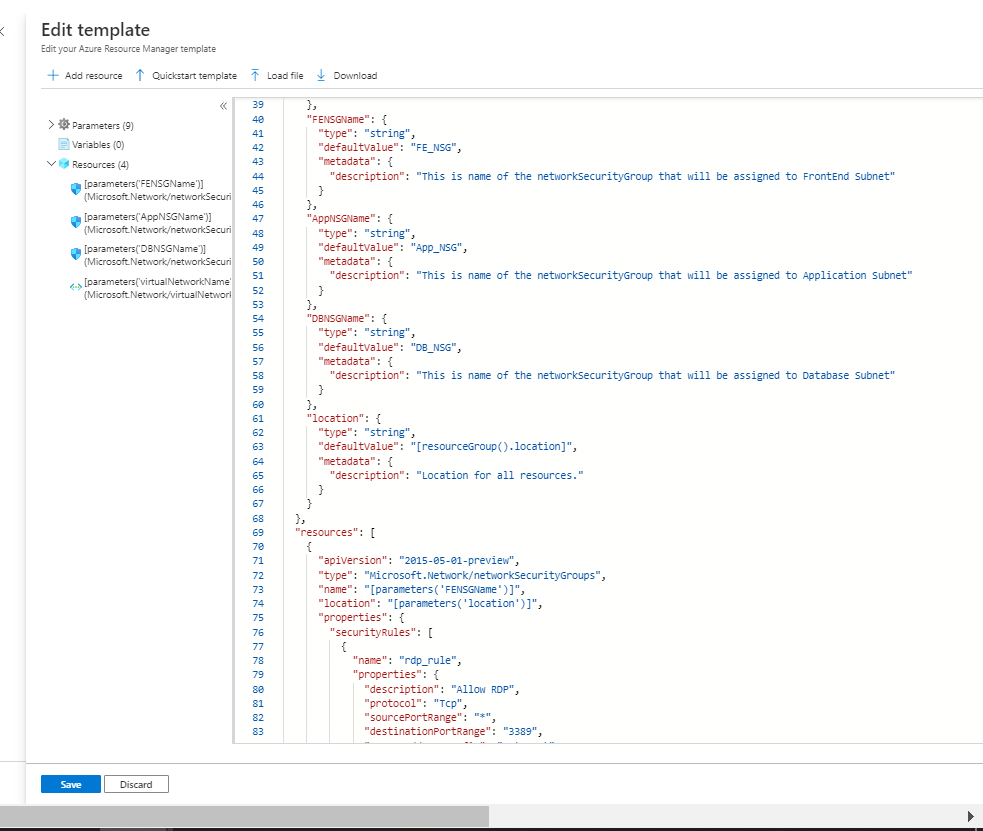 Edit template
Edit your Azure Resource Manager template
Add resource Quickstart template Load file Download
Parameters (9)
Variables (0)
Resources (4)
[parameters('FENSGName')]
(Microsoft.Network/networkSecuri
[parameters('AppNSGName')]
(Microsoft.Network/networkSecuri
[parameters('DBNSGName')]
(Microsoft.Network/networkSecuri
[parameters('virtualNetworkName'
(Microsoft.Network/virtualNetwork
39 },
40 "FENSGName": {
41 "type": "string",
42 "defaultValue": "FE_NSG",
43 "metadata": {
44 "description": "This is name of the networkSecurityGroup that will be assigned to FrontEnd Subnet"
45 }
46 },
47 "AppNSGName": {
48 "type": "string",
49 "defaultValue": "App_NSG",
50 "metadata": {
51 "description": "This is name of the networkSecurityGroup that will be assigned to Application Subnet"
52 }
53 },
54 "DBNSGName": {
55 "type": "string",
56 "defaultValue": "DB_NSG",
57 "metadata": {
58 "description": "This is name of the networkSecurityGroup that will be assigned to Database Subnet"
59 }
60 },
61 "location": {
62 "type": "string",
63 "defaultValue": "[resourceGroup().location]",
64 "metadata": {
65 "description": "Location for all resources."
66 }
67 }
68 },
69 "resources": [
70 {
71 "apiVersion": "2015-05-01-preview",
72 "type": "Microsoft.Network/networkSecurityGroups",
73 "name": "[parameters('FENSGName')]",
74 "location": "[parameters('location')]",
75 "properties": {
76 "securityRules": [
77 {
78 "name": "rdp_rule",
79 "properties": {
80 "description": "Allow RDP",
81 "protocol": "Tcp",
82 "sourcePortRange": "*",
83 "destinationPortRange": "3389",
Save Discard